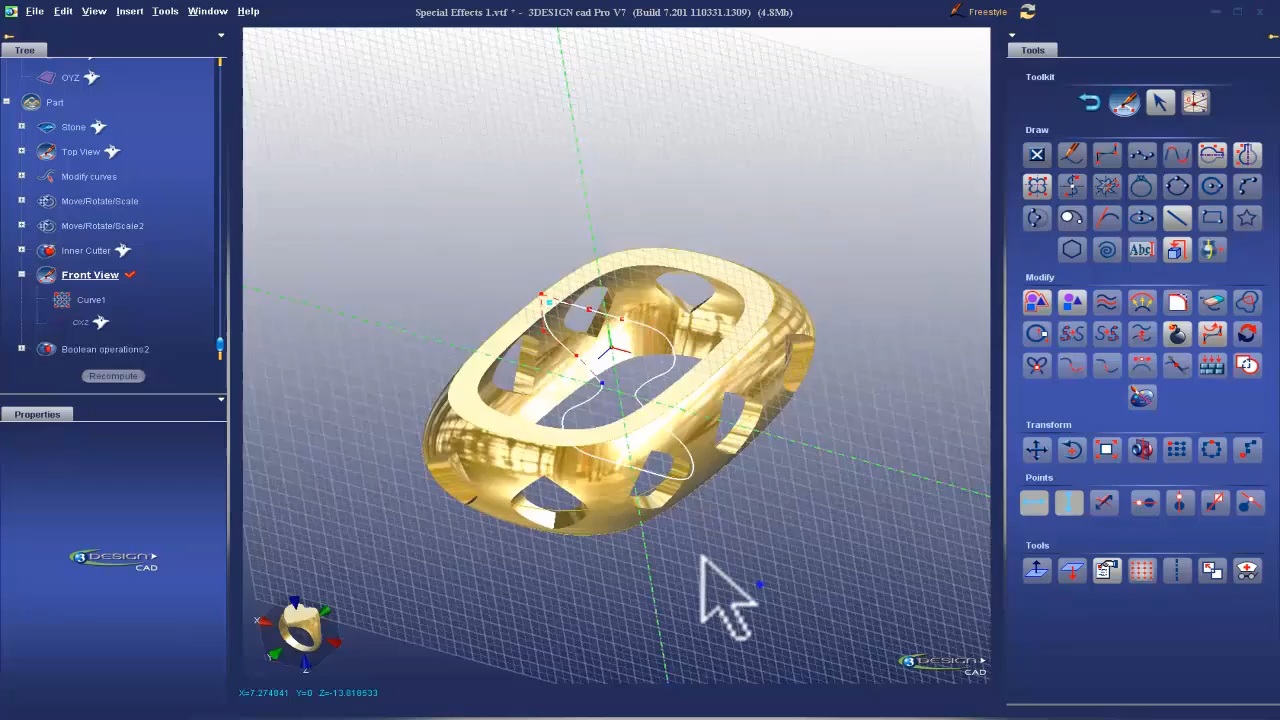 File Edit View Insert Tools Window Help
Special Effects 1.vtf * - 3DESIGN cad Pro V7 (Build 7.201 110331.1309) (4.8Mb)
Freestyle
Tree
OYZ
Part
Stone
Top View
Modify curves
Move/Rotate/Scale
Move/Rotate/Scale2
Inner Cutter
Front View
Curve1
OXZ
Boolean operations2
Recompute
Properties
3DESIGN
CAD
X
Y
Z
3DESIGN
CAD
X=7.274841 Y=0 Z=-13.818533
Tools
Toolkit
Draw
Abc
Modify
Transform
Points
Tools